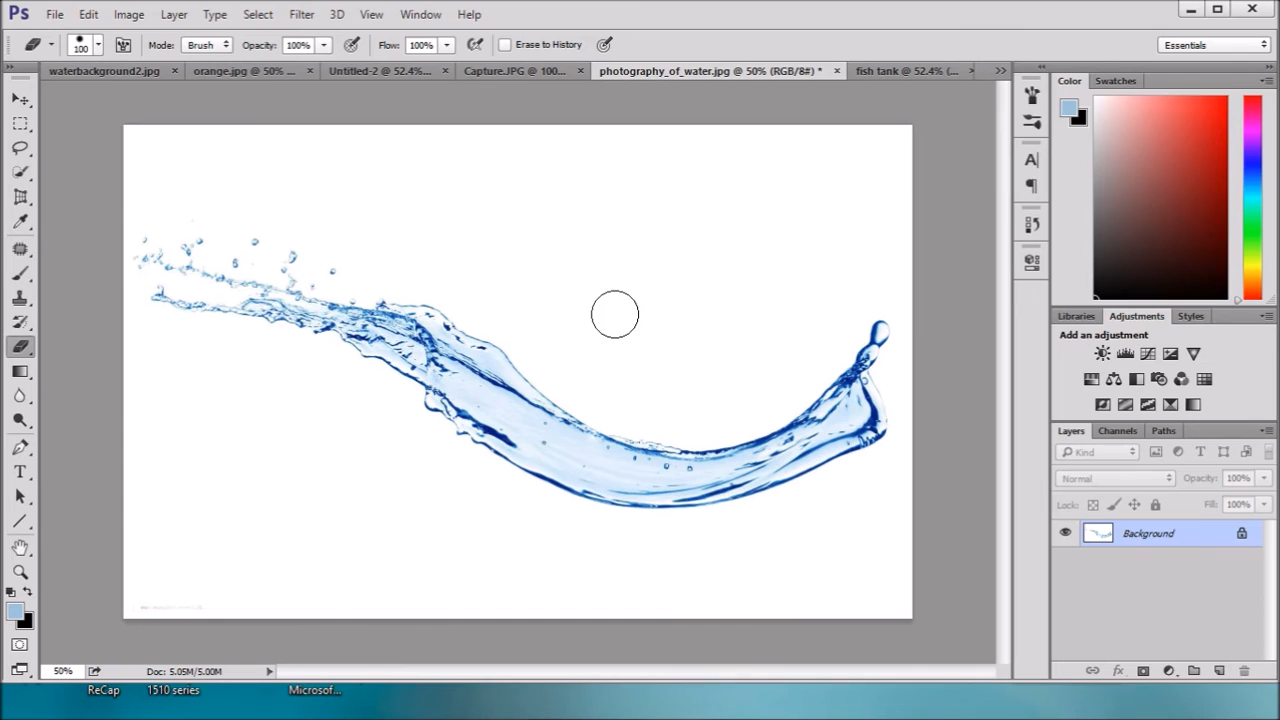 Ps File Edit Image Layer Type Select Filter 3D View Window Help
100 Mode: Brush Opacity: 100% Flow: 100% Erase to History Essentials
waterbackground2.jpg × orange.jpg @ 50% ... × Untitled-2 @ 52.4%... × Capture.JPG @ 100... × photography_of_water.jpg @ 50% (RGB/8#) * × fish tank @ 52.4% (... × >>
Color Swatches
Libraries Adjustments Styles
Add an adjustment
Layers Channels Paths
Kind
Normal Opacity: 100%
Lock: Fill: 100%
Background
50% Doc: 5.05M/5.00M
ReCap 1510 series Microsof...